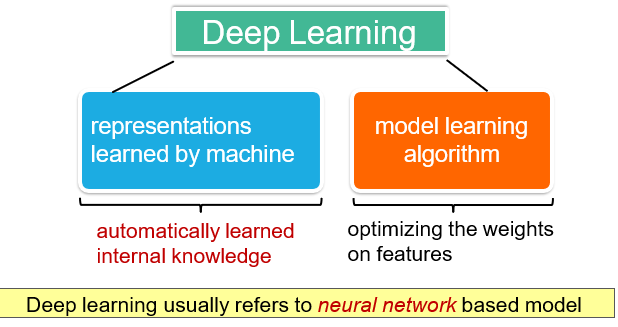 Deep Learning
representations
learned by machine
model learning
algorithm
automatically learned
internal knowledge
optimizing the weights
on features
Deep learning usually refers to neural network based model